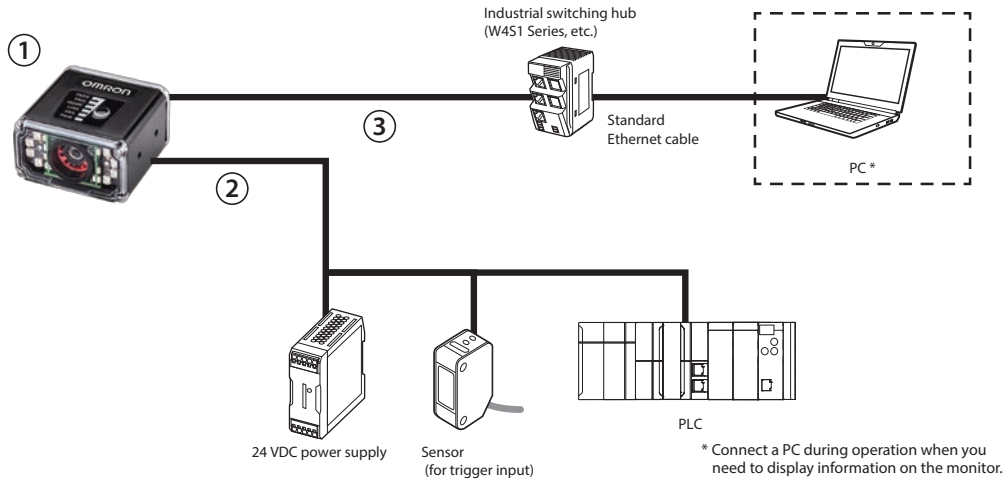 Industrial switching hub
(W4S1 Series, etc.)
1
OMRON
3
Standard
Ethernet cable
PC *
2
24 VDC power supply
Sensor
(for trigger input)
PLC
* Connect a PC during operation when you
need to display information on the monitor.